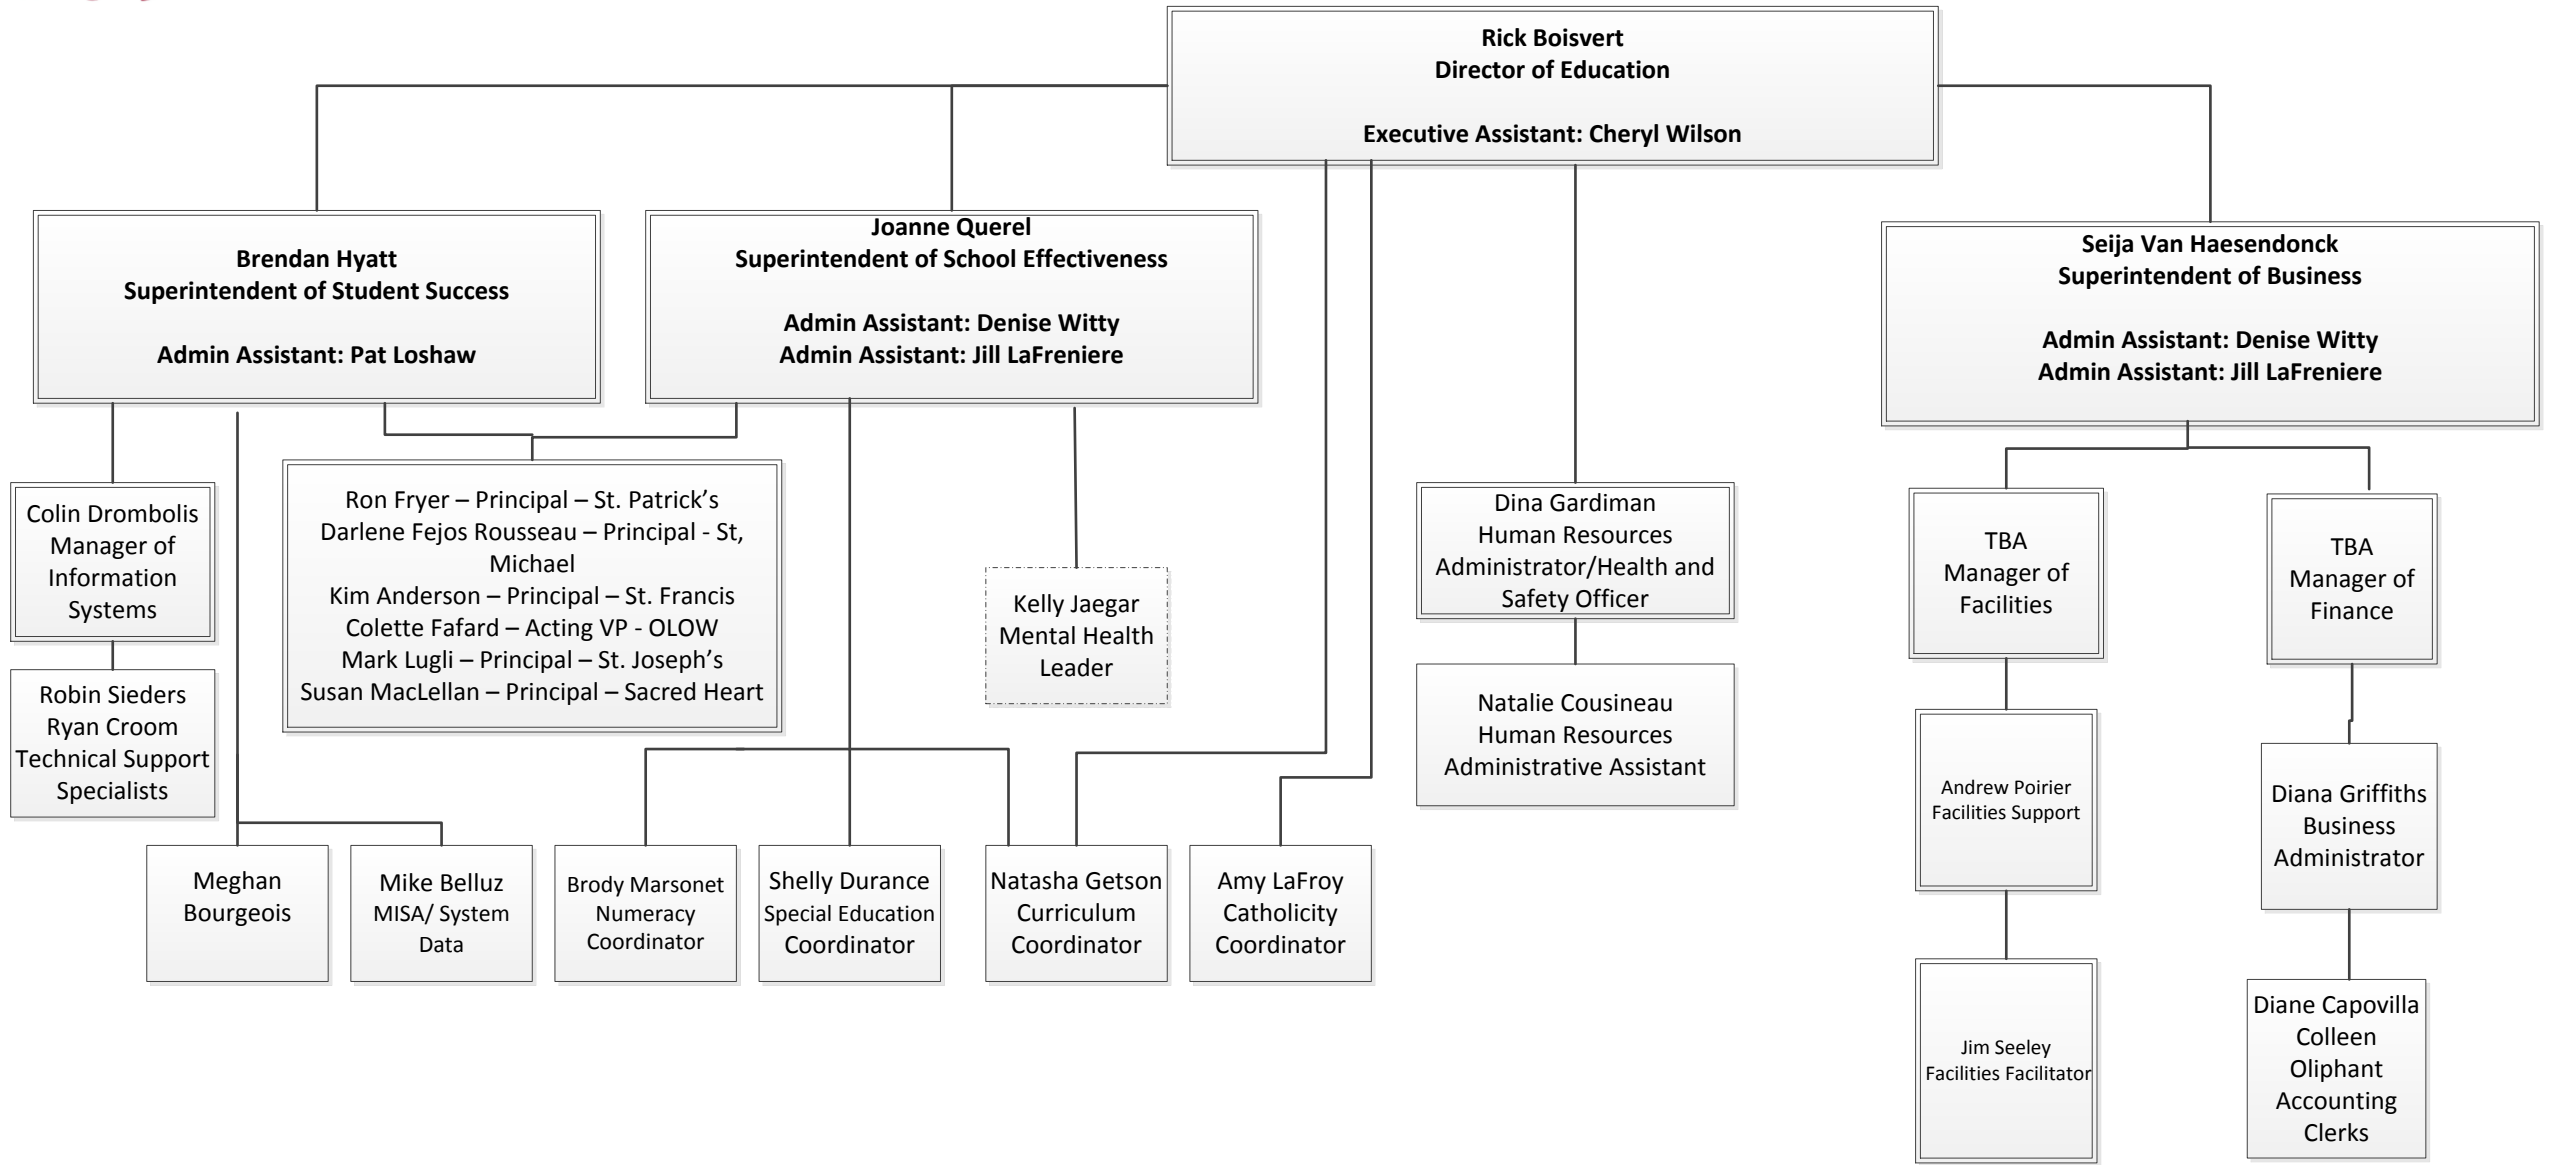 Rick Boisvert
Director of Education
Executive Assistant: Cheryl Wilson
Brendan Hyatt
Superintendent of Student Success
Admin Assistant: Pat Loshaw
Joanne Querel
Superintendent of School Effectiveness
Admin Assistant: Denise Witty
Admin Assistant: Jill LaFreniere
Seija Van Haesendonck
Superintendent of Business
Admin Assistant: Denise Witty
Admin Assistant: Jill LaFreniere
Colin Drombolis
Manager of
Information
Systems
Robin Sieders
Ryan Croom
Technical Support
Specialists
Ron Fryer – Principal – St. Patrick’s
Darlene Fejos Rousseau – Principal - St,
Michael
Kim Anderson – Principal – St. Francis
Colette Fafard – Acting VP - OLOW
Mark Lugli – Principal – St. Joseph’s
Susan MacLellan – Principal – Sacred Heart
Kelly Jaegar
Mental Health
Leader
Dina Gardiman
Human Resources
Administrator/Health and
Safety Officer
Natalie Cousineau
Human Resources
Administrative Assistant
TBA
Manager of
Facilities
TBA
Manager of
Finance
Andrew Poirier
Facilities Support
Diana Griffiths
Business
Administrator
Meghan
Bourgeois
Mike Belluz
MISA/ System
Data
Brody Marsonet
Numeracy
Coordinator
Shelly Durance
Special Education
Coordinator
Natasha Getson
Curriculum
Coordinator
Amy LaFroy
Catholicity
Coordinator
Jim Seeley
Facilities Facilitator
Diane Capovilla
Colleen
Oliphant
Accounting
Clerks